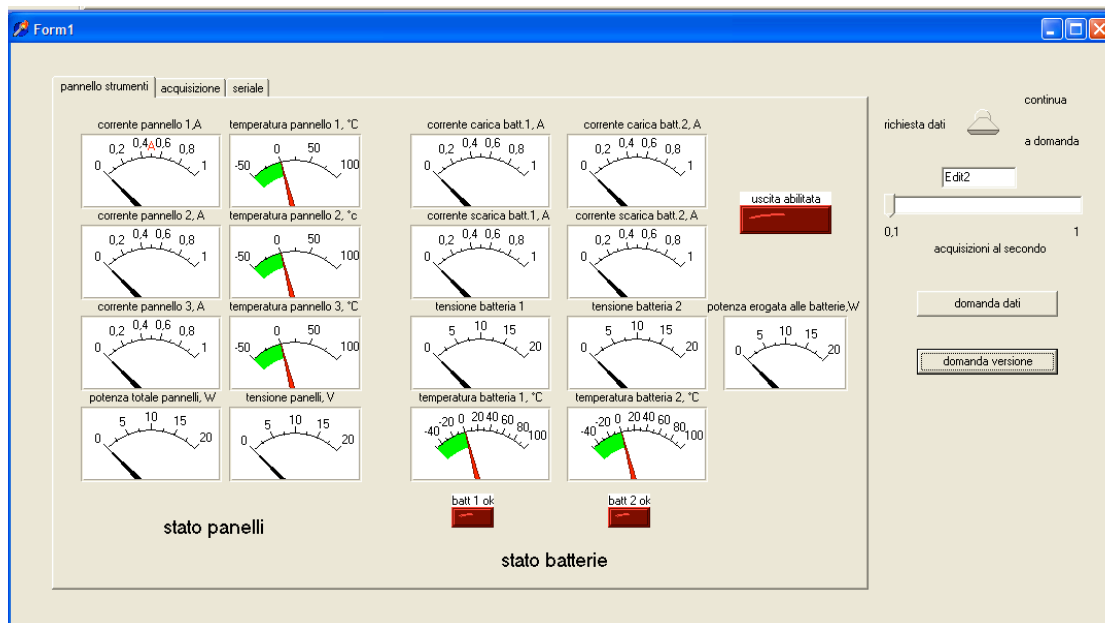 Form1
pannello strumenti acquisizione seriale
corrente pannello 1,A
0 0,2 0,4 A 0,6 0,8 1
temperatura pannello 1, °C
-50 0 50 100
corrente carica batt.1, A
0 0,2 0,4 0,6 0,8 1
corrente carica batt.2, A
0 0,2 0,4 0,6 0,8 1
corrente pannello 2, A
0 0,2 0,4 0,6 0,8 1
temperatura pannello 2, °c
-50 0 50 100
corrente scarica batt.1, A
0 0,2 0,4 0,6 0,8 1
corrente scarica batt.2, A
0 0,2 0,4 0,6 0,8 1
uscita abilitata
corrente pannello 3, A
0 0,2 0,4 0,6 0,8 1
temperatura pannello 3, °C
-50 0 50 100
tensione batteria 1
0 5 10 15 20
tensione batteria 2
0 5 10 15 20
potenza erogata alle batterie,W
0 5 10 15 20
potenza totale pannelli, W
0 5 10 15 20
tensione panelli, V
0 5 10 15 20
temperatura batteria 1, °C
-40 -20 0 20 40 60 80 100
temperatura batteria 2, °C
-40 -20 0 20 40 60 80 100
batt 1 ok
batt 2 ok
stato panelli
stato batterie
continua
richiesta dati
a domanda
Edit2
0,1 1
acquisizioni al secondo
domanda dati
domanda versione